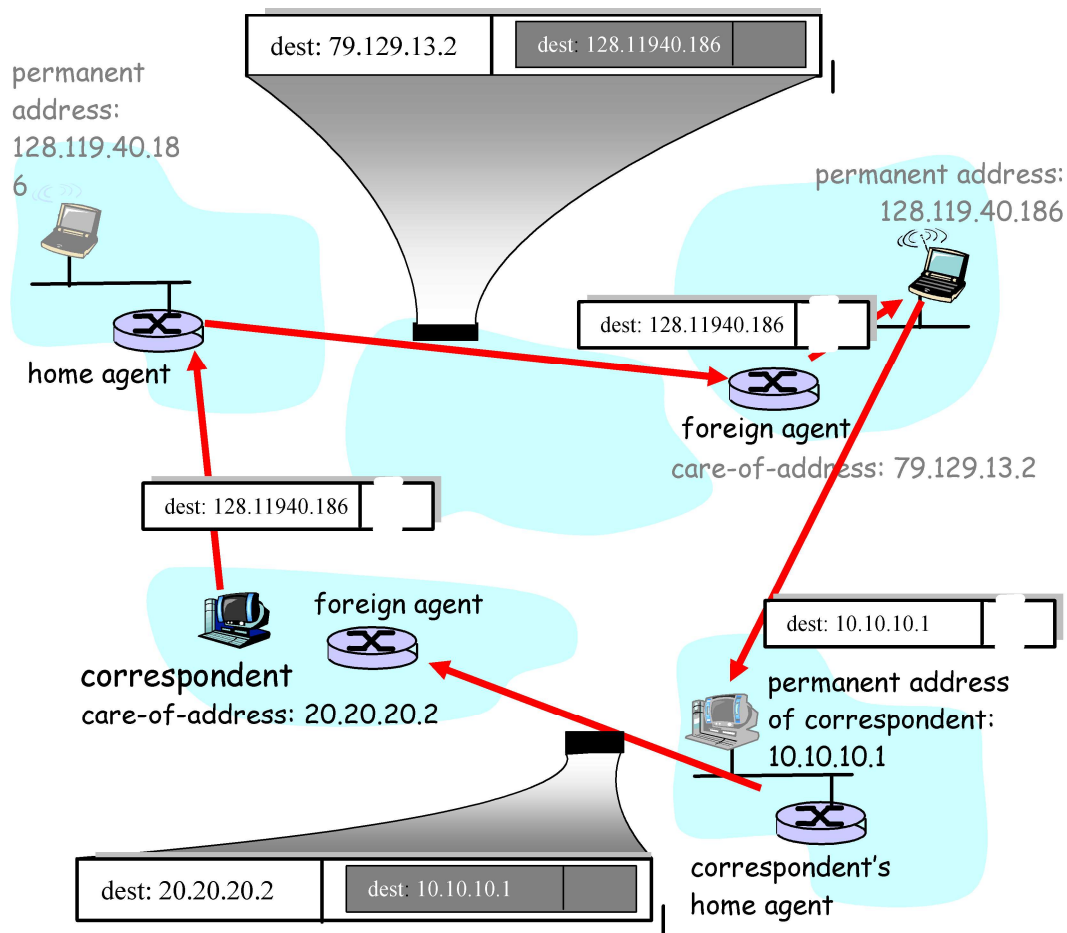 dest: 79.129.13.2
dest: 128.11940.186
permanent
address:
128.119.40.18
6
permanent address:
128.119.40.186
dest: 128.11940.186
home agent
foreign agent
care-of-address: 79.129.13.2
dest: 128.11940.186
foreign agent
correspondent
care-of-address: 20.20.20.2
dest: 10.10.10.1
permanent address
of correspondent:
10.10.10.1
dest: 20.20.20.2
dest: 10.10.10.1
correspondent's
home agent